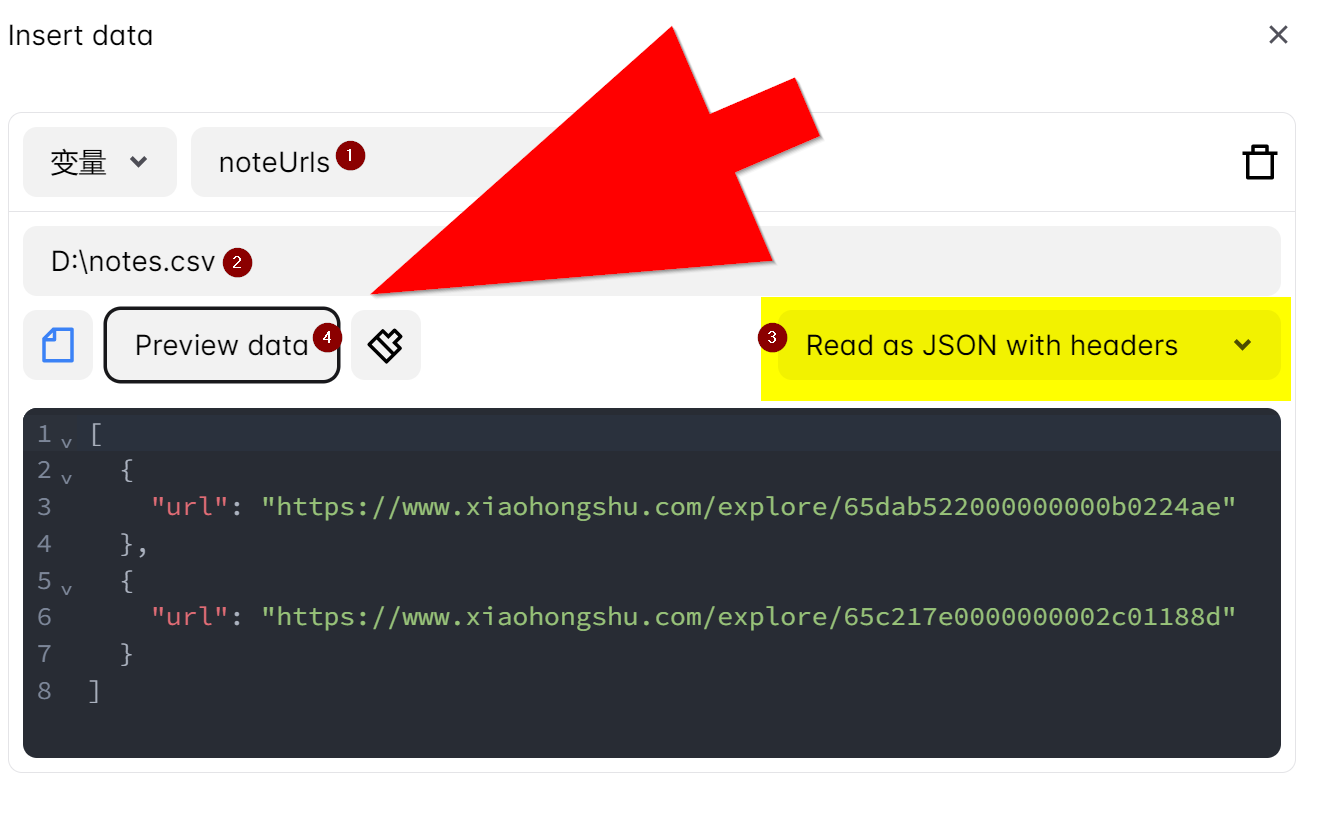 Insert data
变量 noteUrls 1
D:\notes.csv 2
Preview data 4 3 Read as JSON with headers
1 [
2 {
3 "url": "https://www.xiaohongshu.com/explore/65dab522000000000b0224ae"
4 },
5 {
6 "url": "https://www.xiaohongshu.com/explore/65c217e0000000002c01188d"
7 }
8 ]